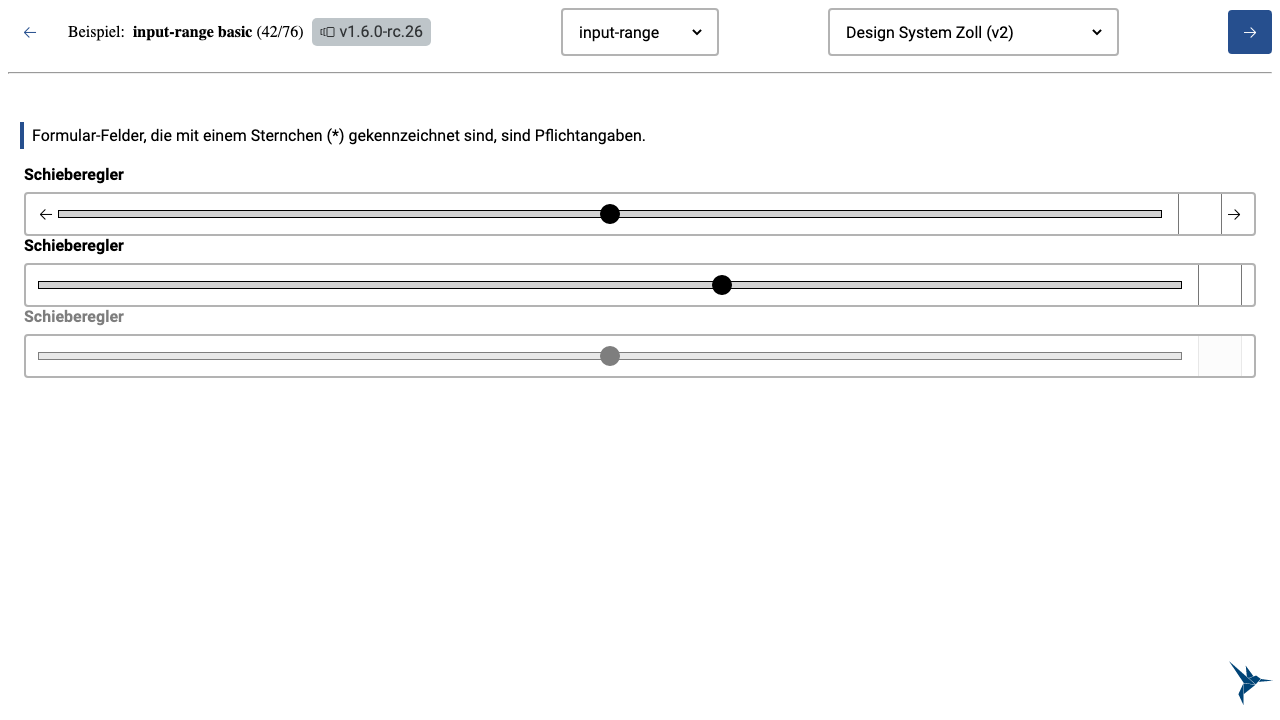 Beispiel: input-range basic (42/76) v1.6.0-rc.26 input-range Design System Zoll (v2)
Formular-Felder, die mit einem Sternchen (*) gekennzeichnet sind, sind Pflichtangaben.
Schieberegler
Schieberegler
Schieberegler